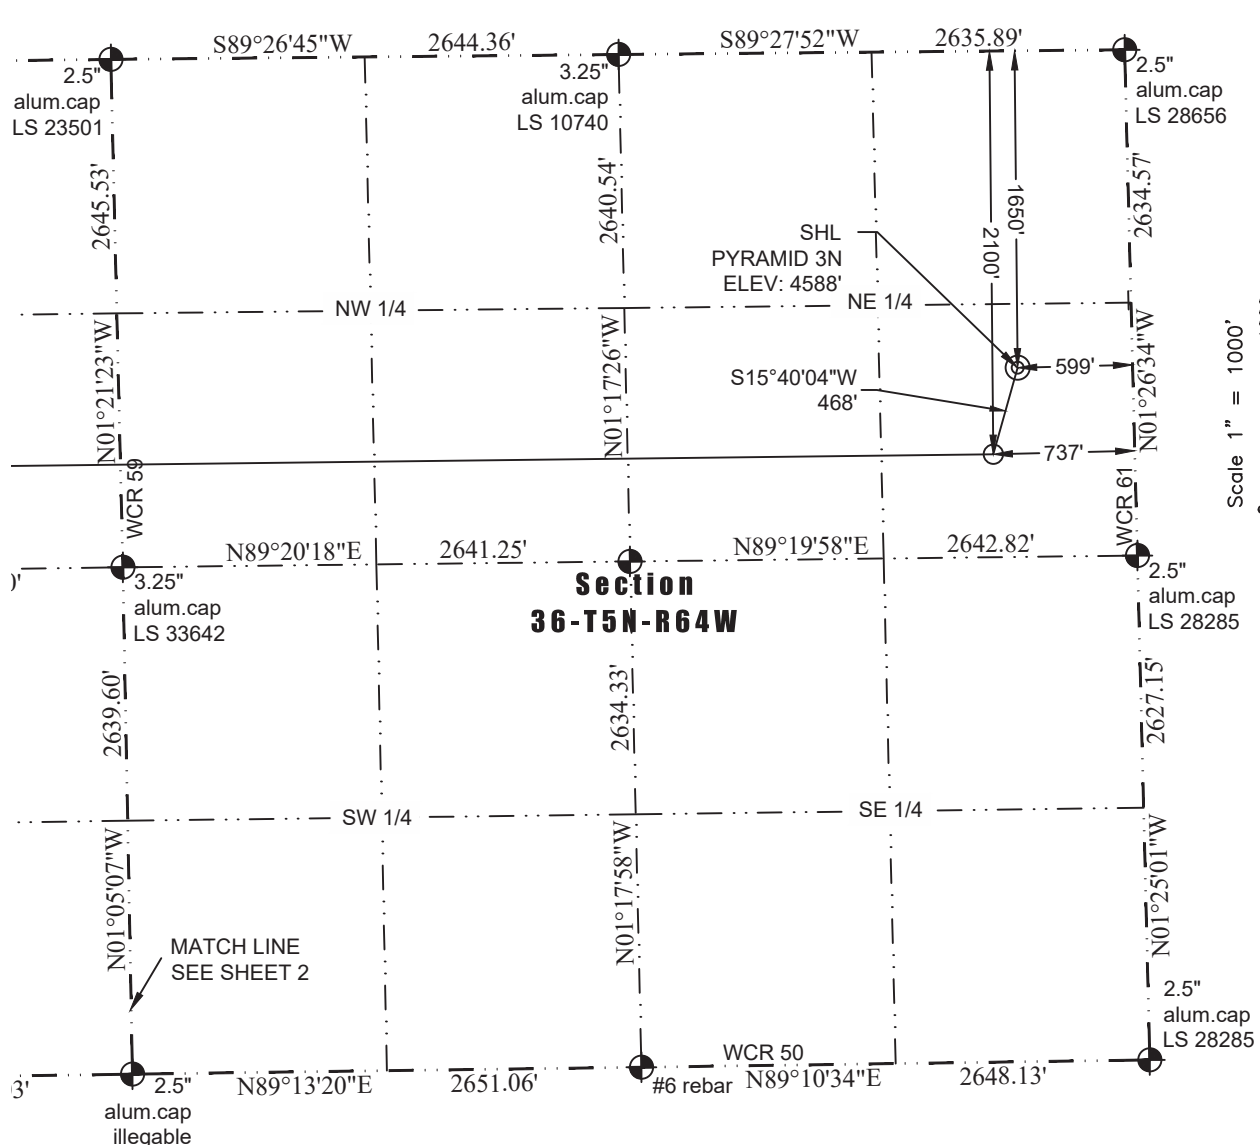 S89°26'45"W
2644.36'
S89°27'52"W
2635.89'
2.5"
alum.cap
LS 23501
3.25"
alum.cap
LS 10740
2.5"
alum.cap
LS 28656
2645.53'
2640.54'
2634.57'
1650'
2100'
SHL
PYRAMID 3N
ELEV: 4588'
NW 1/4
NE 1/4
N01°21'23"W
N01°17'26"W
N01°26'34"W
Scale 1" = 1000'
599'
S15°40'04"W
468'
737'
WCR 59
WCR 61
N89°20'18"E
2641.25'
N89°19'58"E
2642.82'
3.25"
alum.cap
LS 33642
Section
36-T5N-R64W
2.5"
alum.cap
LS 28285
2639.60'
2634.33'
2627.15'
SW 1/4
SE 1/4
N01°05'07"W
N01°17'58"W
N01°25'01"W
MATCH LINE
SEE SHEET 2
2.5"
alum.cap
LS 28285
WCR 50
3'
2.5"
alum.cap
illegable
N89°13'20"E
2651.06'
#6 rebar
N89°10'34"E
2648.13'